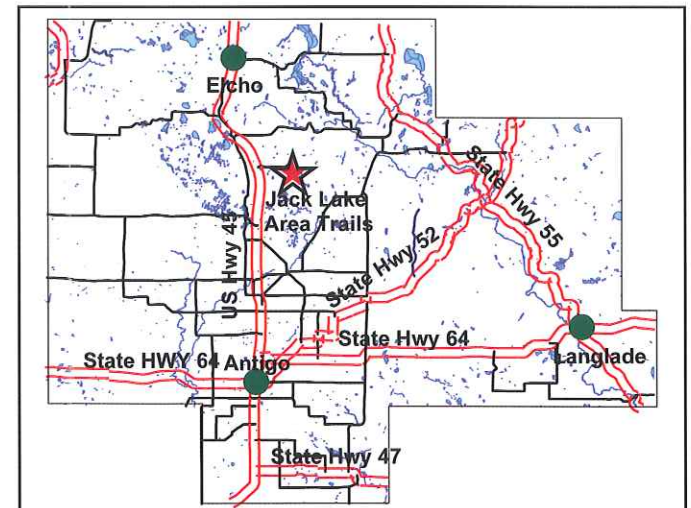 Elcho
Jack Lake
Area Trails
US Hwy 45
State Hwy 55
State Hwy 52
State Hwy 64
State HWY 64
Antigo
Langlade
State Hwy 47